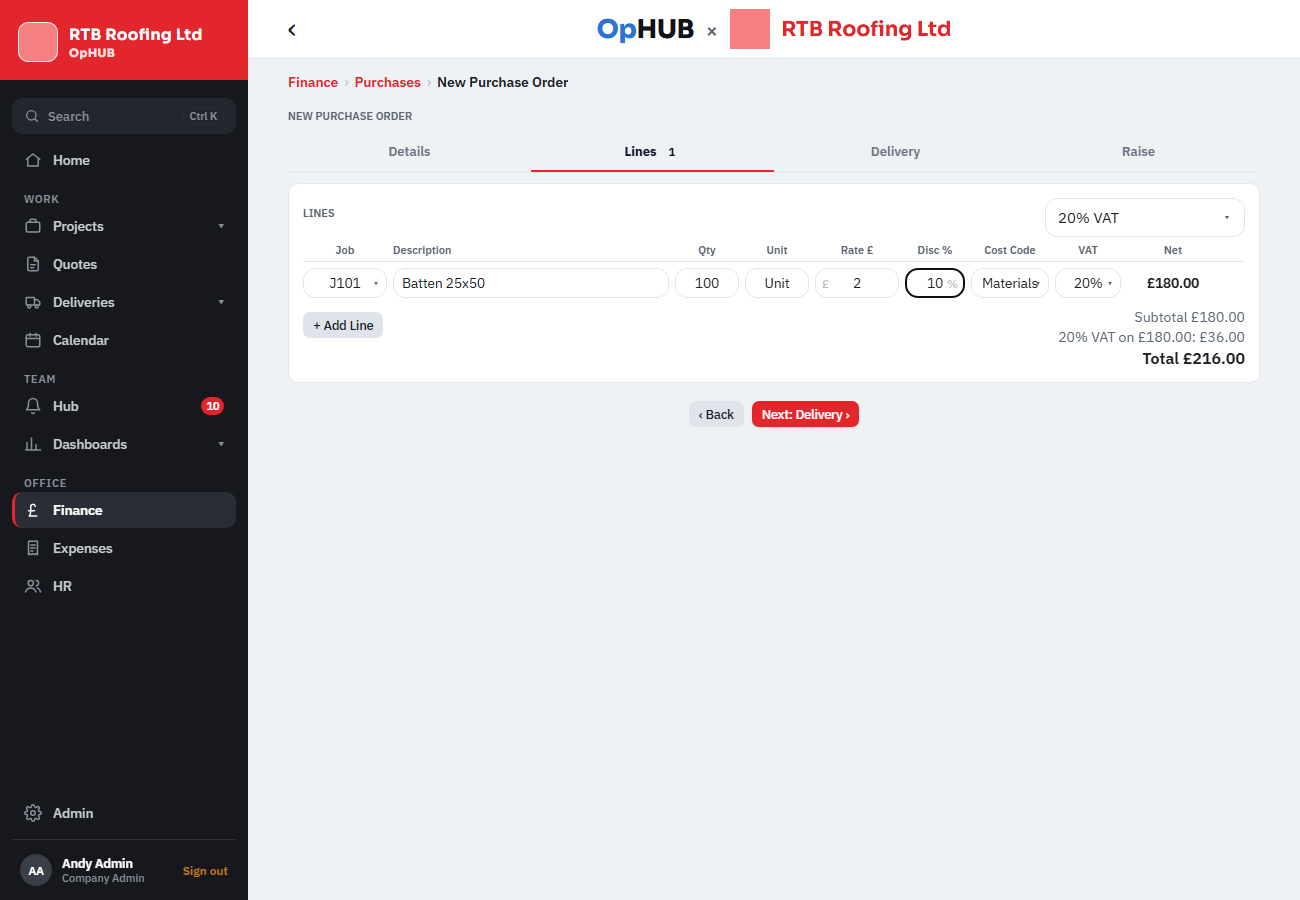 RTB Roofing Ltd
OpHUB
Search Ctrl K
Home
WORK
Projects
Quotes
Deliveries
Calendar
TEAM
Hub 10
Dashboards
OFFICE
Finance
Expenses
HR
Admin
AA Andy Admin
Company Admin
Sign out
OpHUB × RTB Roofing Ltd
Finance › Purchases › New Purchase Order
NEW PURCHASE ORDER
Details Lines 1 Delivery Raise
LINES 20% VAT
Job Description Qty Unit Rate £ Disc % Cost Code VAT Net
J101 Batten 25x50 100 Unit £ 2 10 % Materials 20% £180.00
+ Add Line
Subtotal £180.00
20% VAT on £180.00: £36.00
Total £216.00
‹ Back Next: Delivery ›